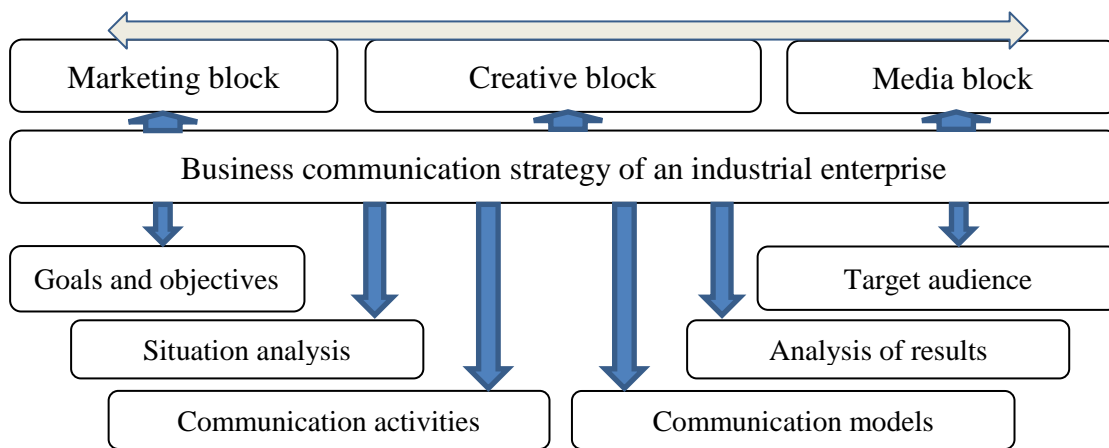 Marketing block
Creative block
Media block
Business communication strategy of an industrial enterprise
Goals and objectives
Target audience
Situation analysis
Analysis of results
Communication activities
Communication models